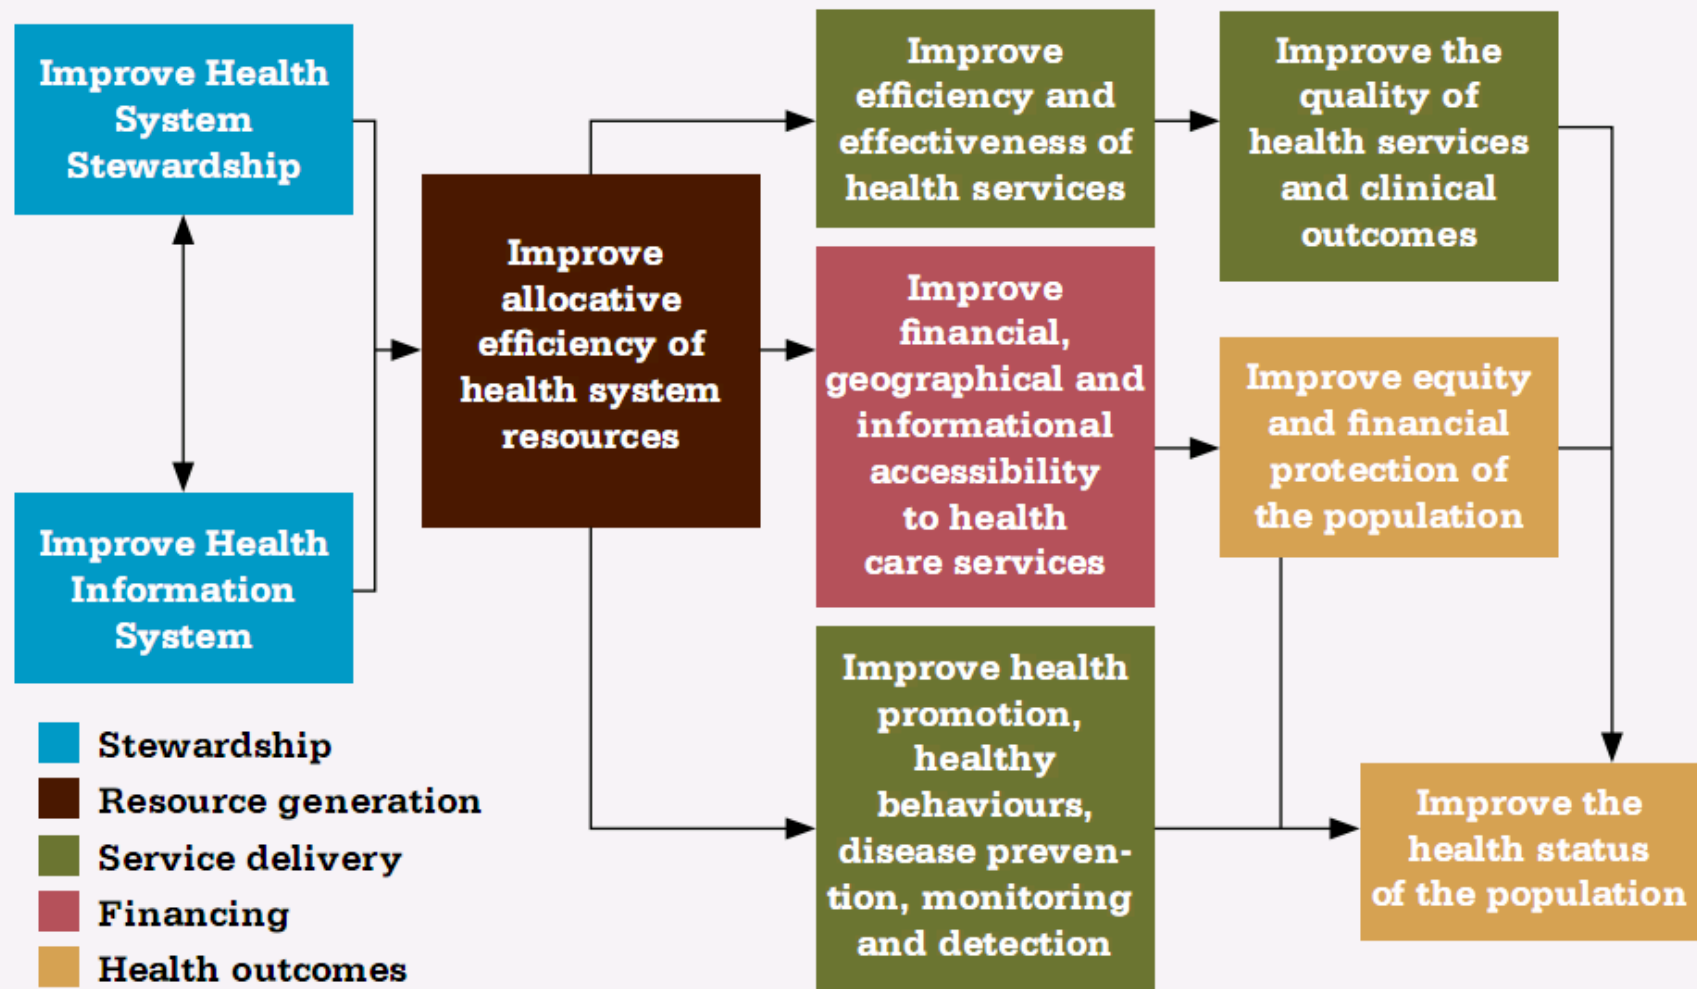 Improve Health
System
Stewardship
Improve Health
Information
System
Improve
allocative
efficiency of
health system
resources
Improve
efficiency and
effectiveness of
health services
Improve
financial,
geographical and
informational
accessibility
to health
care services
Improve health
promotion,
healthy
behaviours,
disease preven-
tion, monitoring
and detection
Improve the
quality of
health services
and clinical
outcomes
Improve equity
and financial
protection of
the population
Improve the
health status
of the population
Stewardship
Resource generation
Service delivery
Financing
Health outcomes